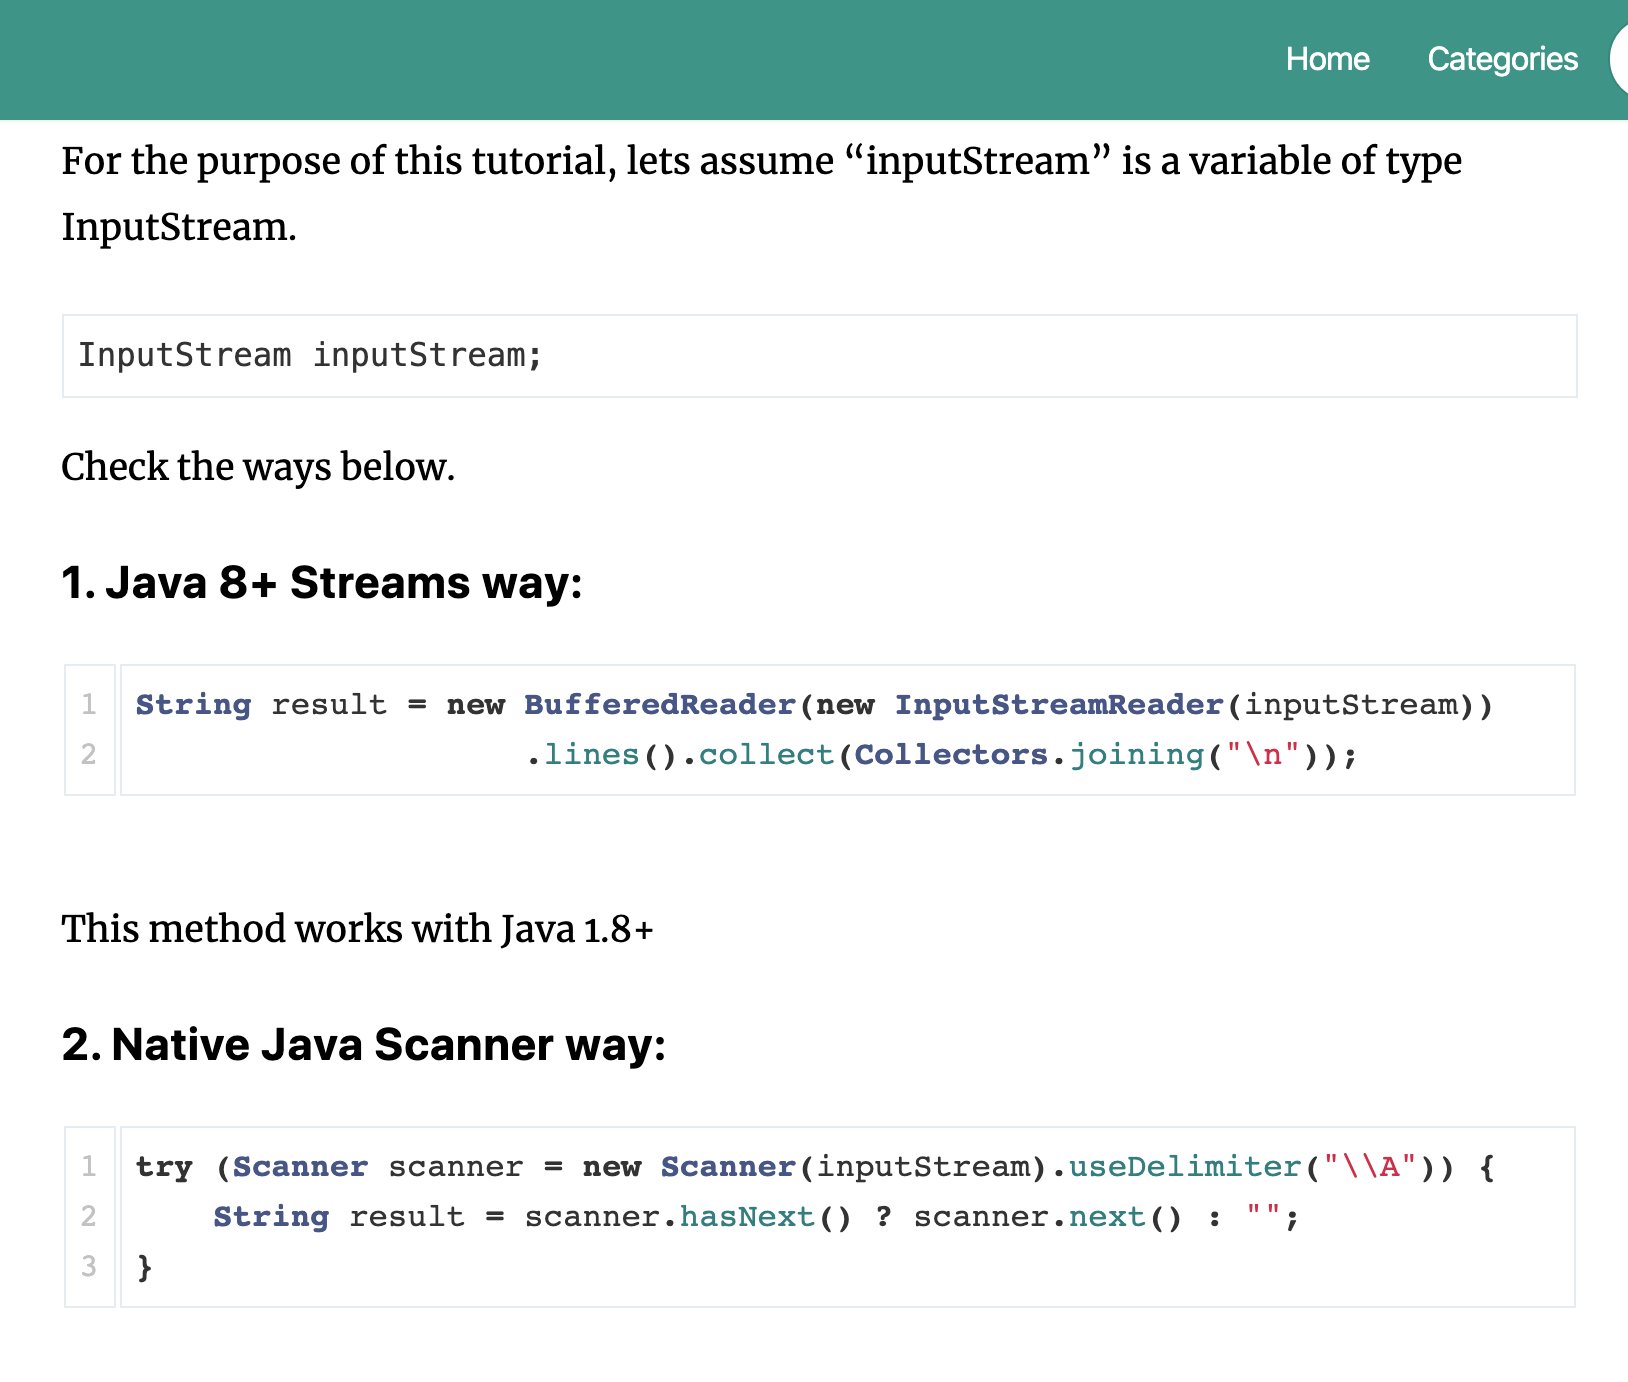 Home Categories
For the purpose of this tutorial, lets assume “inputStream” is a variable of type
InputStream.
InputStream inputStream;
Check the ways below.
1. Java 8+ Streams way:
1 String result = new BufferedReader(new InputStreamReader(inputStream))
2                     .lines().collect(Collectors.joining("\n"));
This method works with Java 1.8+
2. Native Java Scanner way:
1 try (Scanner scanner = new Scanner(inputStream).useDelimiter("\\A")) {
2     String result = scanner.hasNext() ? scanner.next() : "";
3 }